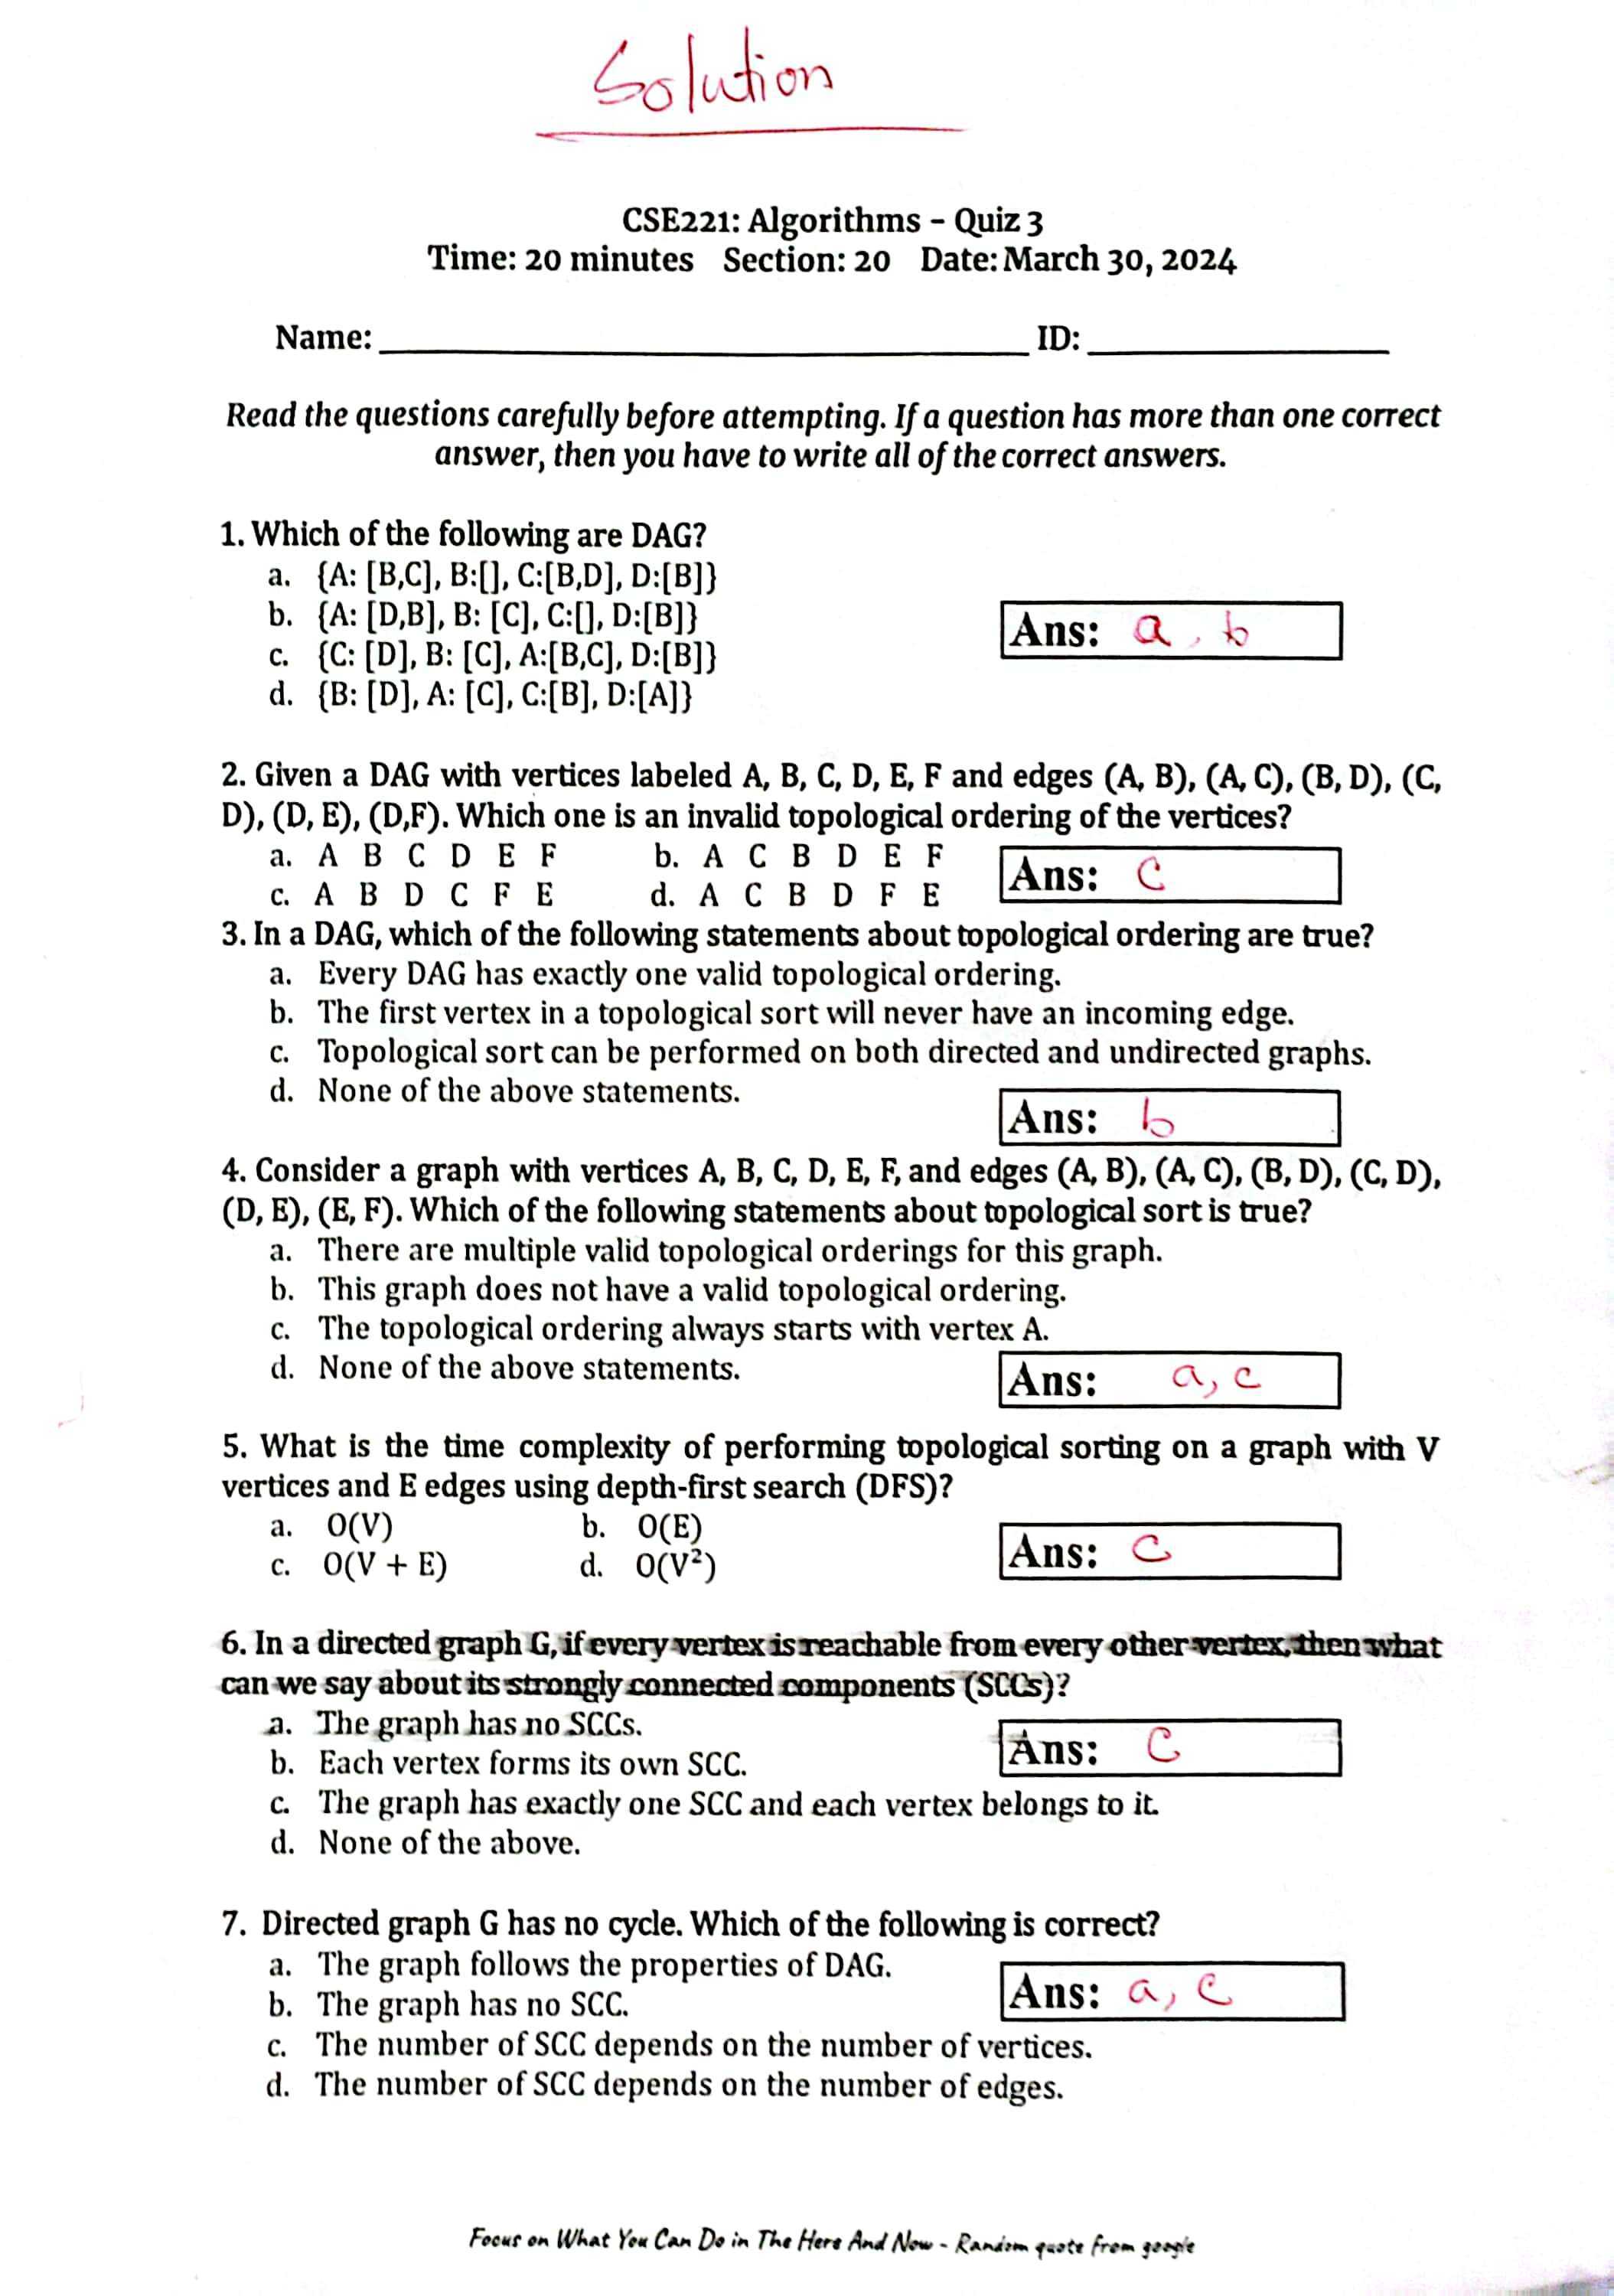 Solution
CSE221: Algorithms – Quiz 3
Time: 20 minutes Section: 20 Date: March 30, 2024
Name: ID:
Read the questions carefully before attempting. If a question has more than one correct
answer, then you have to write all of the correct answers.
1. Which of the following are DAG?
a. {A: [B,C], B:[], C:[B,D], D:[B]}
b. {A: [D,B], B: [C], C:[], D:[B]}
Ans: a, b
c. {C: [D], B: [C], A:[B,C], D:[B]}
d. {B: [D], A: [C], C:[B], D:[A]}
2. Given a DAG with vertices labeled A, B, C, D, E, F and edges (A, B), (A, C), (B, D), (C,
D), (D, E), (D,F). Which one is an invalid topological ordering of the vertices?
a. A B C D E F b. A C B D E F
Ans: C
c. A B D C F E d. A C B D F E
3. In a DAG, which of the following statements about topological ordering are true?
a. Every DAG has exactly one valid topological ordering.
b. The first vertex in a topological sort will never have an incoming edge.
c. Topological sort can be performed on both directed and undirected graphs.
d. None of the above statements.
Ans: b
4. Consider a graph with vertices A, B, C, D, E, F, and edges (A, B), (A, C), (B, D), (C, D),
(D, E), (E, F). Which of the following statements about topological sort is true?
a. There are multiple valid topological orderings for this graph.
b. This graph does not have a valid topological ordering.
c. The topological ordering always starts with vertex A.
d. None of the above statements.
Ans: a, c
5. What is the time complexity of performing topological sorting on a graph with V
vertices and E edges using depth-first search (DFS)?
a. O(V) b. O(E)
Ans: C
c. O(V + E) d. O(V²)
6. In a directed graph G, if every vertex is reachable from every other vertex, then what
can we say about its strongly connected components (SCCs)?
a. The graph has no SCCs.
Ans: C
b. Each vertex forms its own SCC.
c. The graph has exactly one SCC and each vertex belongs to it.
d. None of the above.
7. Directed graph G has no cycle. Which of the following is correct?
a. The graph follows the properties of DAG.
Ans: a, c
b. The graph has no SCC.
c. The number of SCC depends on the number of vertices.
d. The number of SCC depends on the number of edges.
Focus on What You Can Do in The Here And Now - Random quote from google